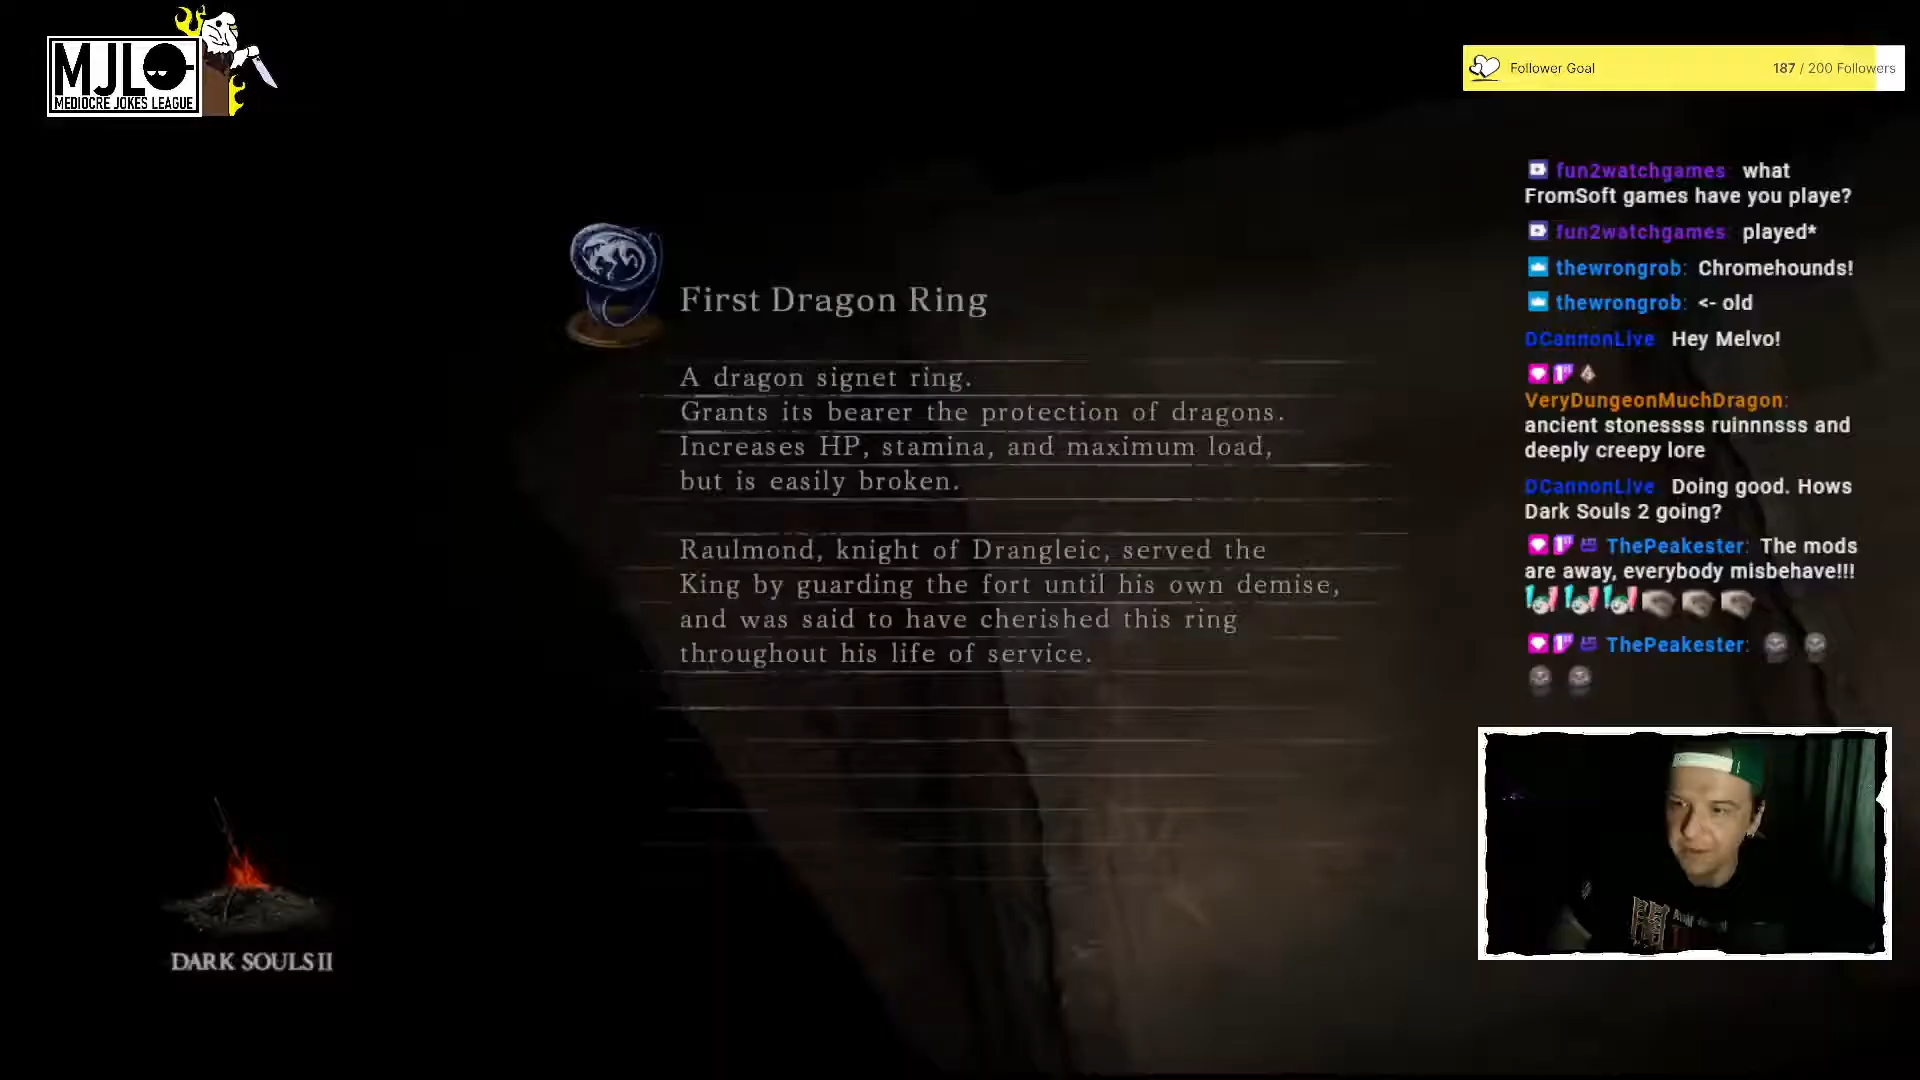 MJLO
MEDIOCRE JOKES LEAGUE
Follower Goal
187 / 200 Followers
First Dragon Ring
A dragon signet ring.
Grants its bearer the protection of dragons.
Increases HP, stamina, and maximum load,
but is easily broken.
Raulmond, knight of Drangleic, served the
King by guarding the fort until his own demise,
and was said to have cherished this ring
throughout his life of service.
DARK SOULS II
fun2watchgames: what
FromSoft games have you playe?
fun2watchgames: played*
thewrongrob: Chromehounds!
thewrongrob: <- old
DCannonLive Hey Melvo!
VeryDungeonMuchDragon:
ancient stonessss ruinnnsss and
deeply creepy lore
DCannonLive Doing good. Hows
Dark Souls 2 going?
ThePeakester: The mods
are away, everybody misbehave!!!
ThePeakester: